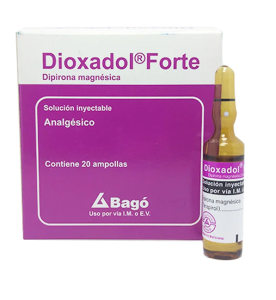 Dioxadol®Forte
Dipirona magnésica
Solución inyectable
Analgésico
Contiene 20 ampollas
Bagó
Uso por vía I.M. o E.V.
Dioxadol
Dipirona magnésica
Solución inyectable
Uso por vía I.M. o